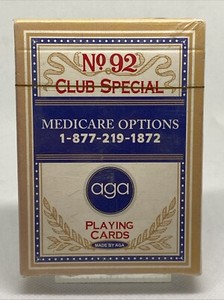 Nº 92
CLUB SPECIAL
MEDICARE OPTIONS
1-877-219-1872
aga
PLAYING
CARDS
MADE BY AGA